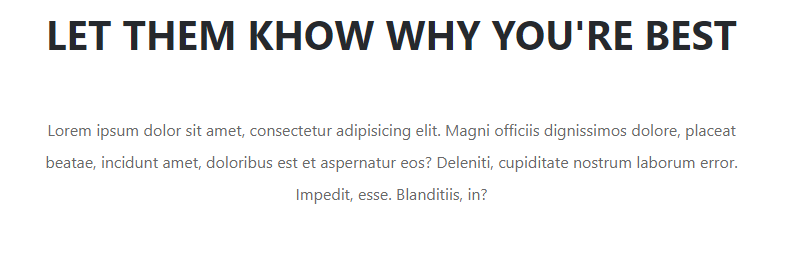 LET THEM KHOW WHY YOU'RE BEST
Lorem ipsum dolor sit amet, consectetur adipisicing elit. Magni officiis dignissimos dolore, placeat
beatae, incidunt amet, doloribus est et aspernatur eos? Deleniti, cupiditate nostrum laborum error.
Impedit, esse. Blanditiis, in?